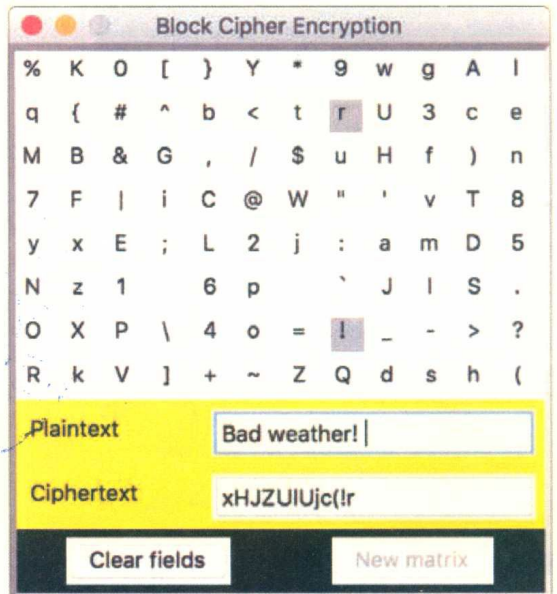 Block Cipher Encryption
% K 0 [ } Y * 9 w g A l
q { # ^ b < t r U 3 c e
M B & G , / $ u H f ) n
7 F | i C @ W " ' v T 8
y x E ; L 2 j : a m D 5
N z 1 6 p ` J I S .
O X P \ 4 o = ! _ - > ?
R k V ] + ~ Z Q d s h (
Plaintext Bad weather!
Ciphertext xHJZUIUjc(!r
Clear fields New matrix